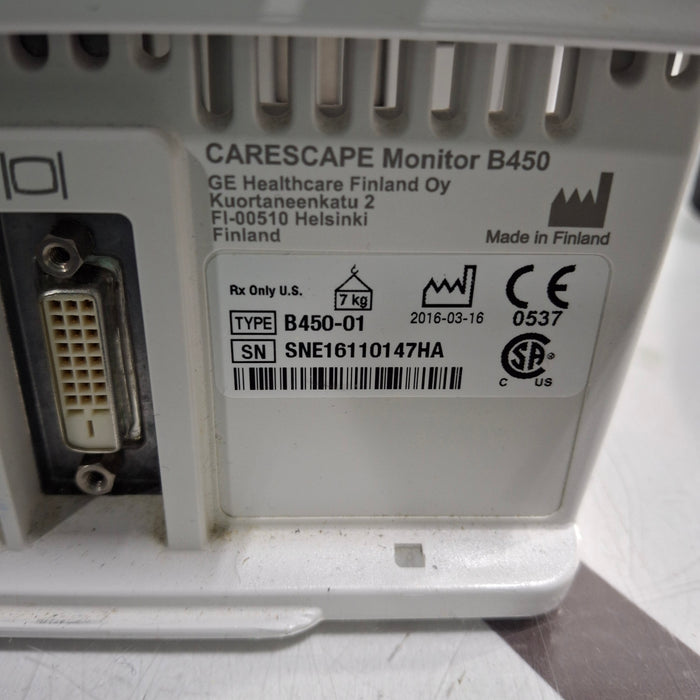 CARESCAPE Monitor B450
GE Healthcare Finland Oy
Kuortaneenkatu 2
FI-00510 Helsinki
Finland
Made in Finland
Rx Only U.S.
7 kg
2016-03-16
0537
TYPE B450-01
SN SNE16110147HA
CE
SA®
C US